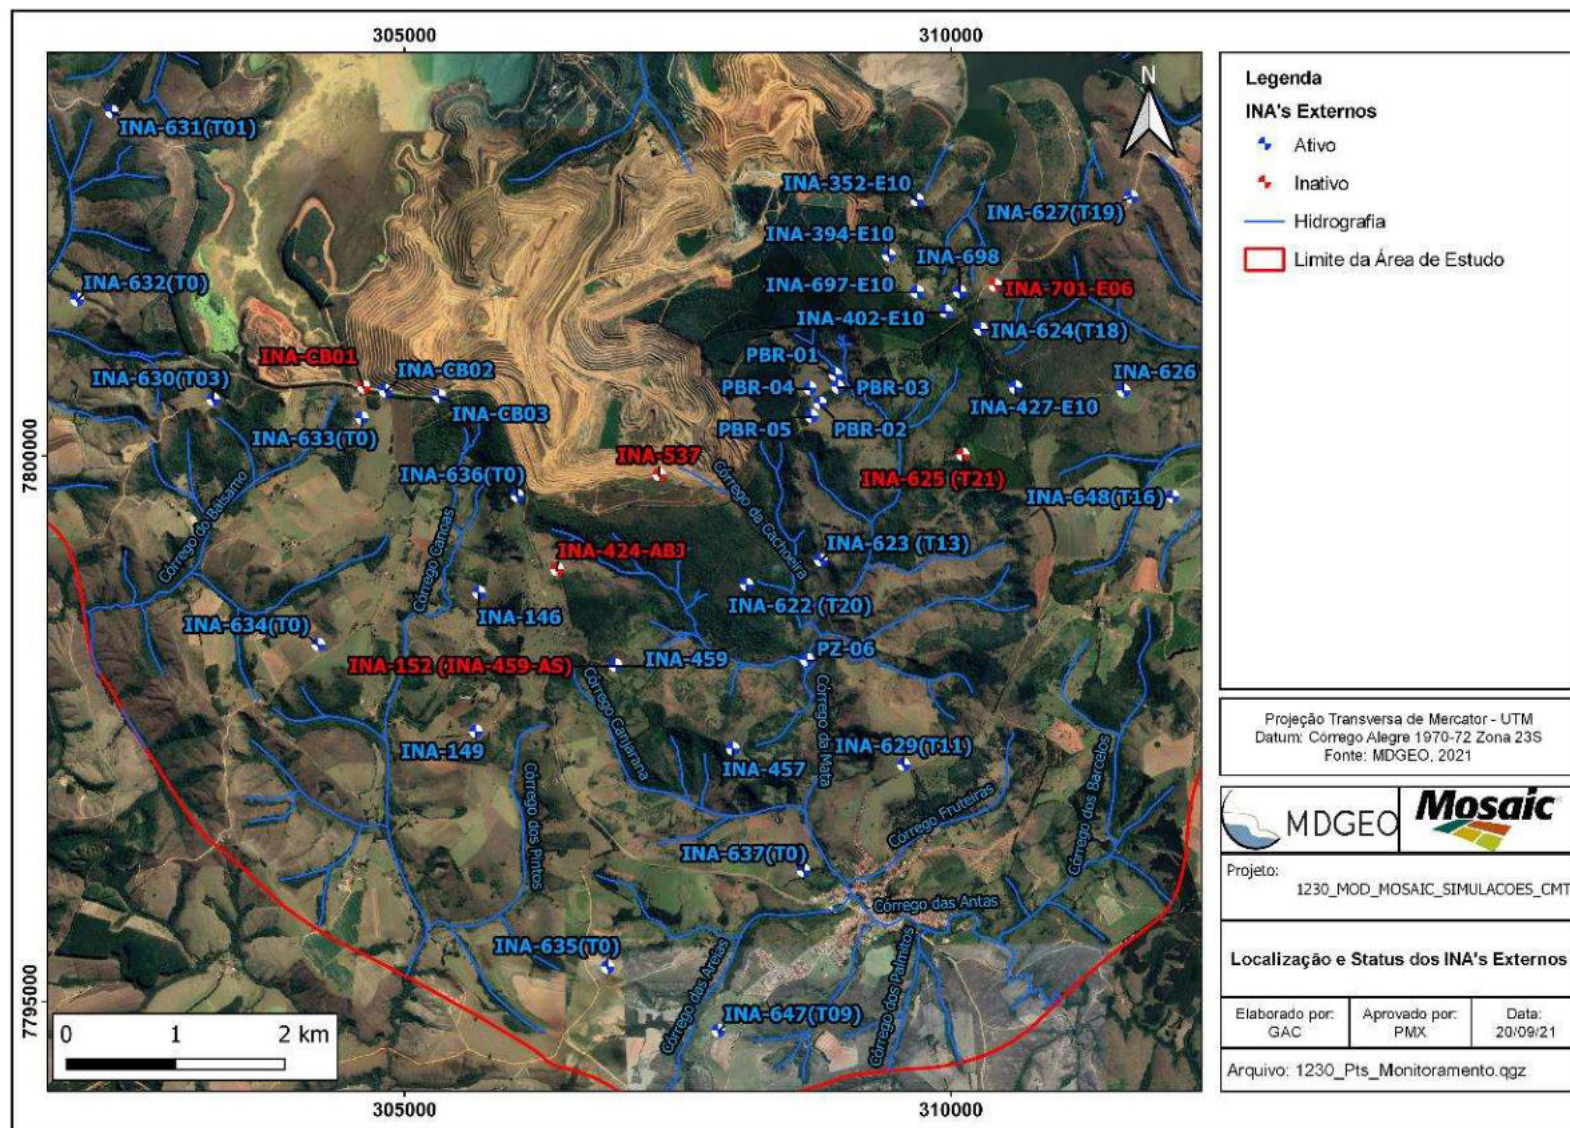 305000
310000
N
INA-631(T01)
INA-352-E10
INA-627(T19)
INA-394-E10
INA-698
INA-632(T0)
INA-697-E10
INA-701-E06
INA-402-E10
INA-624(T18)
INA-CB01
PBR-01
INA-CB02
INA-626
INA-630(T03)
PBR-04
PBR-03
INA-427-E10
INA-CB03
INA-633(T0)
PBR-05
PBR-02
7800000
INA-537
INA-636(T0)
INA-625 (T21)
INA-648(T16)
Córrego do Bálsamo
Córrego Canoas
Córrego da Cachoeira
INA-424-ABJ
INA-623 (T13)
INA-146
INA-622 (T20)
INA-634(T0)
INA-152 (INA-459-AS)
INA-459
PZ-06
Córrego Canjarana
Córrego da Mata
INA-149
INA-457
INA-629(T11)
Córrego dos Pintos
Córrego Fruteiras
Córrego dos Barcelos
INA-637(T0)
Córrego das Antas
INA-635(T0)
Córrego das Areias
Córrego dos Palmitos
INA-647(T09)
7795000
0 1 2 km
305000
310000
Legenda
INA's Externos
Ativo
Inativo
Hidrografia
Limite da Área de Estudo
Projeção Transversa de Mercator - UTM
Datum: Córrego Alegre 1970-72 Zona 23S
Fonte: MDGEO, 2021
MDGEO
Mosaic
Projeto:
1230_MOD_MOSAIC_SIMULACOES_CMT
Localização e Status dos INA's Externos
Elaborado por:
GAC
Aprovado por:
PMX
Data:
20/09/21
Arquivo: 1230_Pts_Monitoramento.qgz